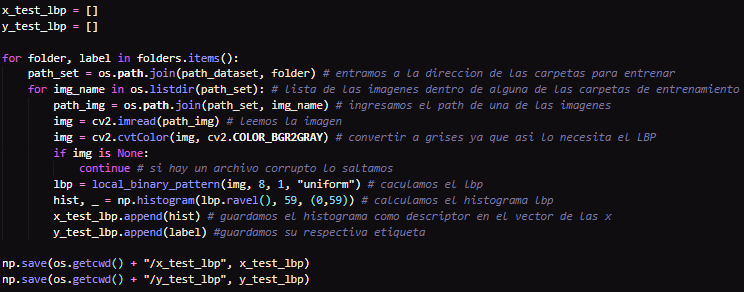 x_test_lbp = []
y_test_lbp = []

for folder, label in folders.items():
    path_set = os.path.join(path_dataset, folder) # entramos a la direccion de las carpetas para entrenar
    for img_name in os.listdir(path_set): # lista de las imagenes dentro de alguna de las carpetas de entrenamiento
        path_img = os.path.join(path_set, img_name) # ingresamos el path de una de las imagenes
        img = cv2.imread(path_img) # leemos la imagen
        img = cv2.cvtColor(img, cv2.COLOR_BGR2GRAY) # convertir a grises ya que asi lo necesita el LBP
        if img is None:
            continue # si hay un archivo corrupto lo saltamos
        lbp = local_binary_pattern(img, 8, 1, "uniform") # caculamos el lbp
        hist, _ = np.histogram(lbp.ravel(), 59, (0,59)) # calculamos el histograma lbp
        x_test_lbp.append(hist) # guardamos el histograma como descriptor en el vector de las x
        y_test_lbp.append(label) #guardamos su respectiva etiqueta

np.save(os.getcwd() + "/x_test_lbp", x_test_lbp)
np.save(os.getcwd() + "/y_test_lbp", y_test_lbp)